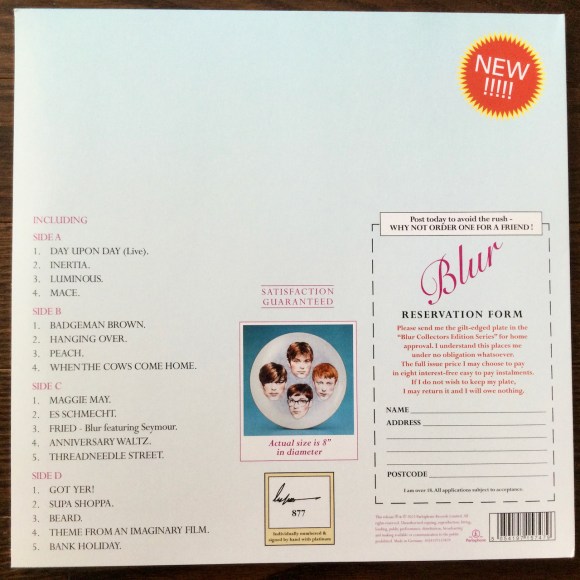 NEW
!!!!!
INCLUDING
SIDE A
1. DAY UPON DAY (Live).
2. INERTIA.
3. LUMINOUS.
4. MACE.
SIDE B
1. BADGEMAN BROWN.
2. HANGING OVER.
3. PEACH.
4. WHEN THE COWS COME HOME.
SIDE C
1. MAGGIE MAY.
2. ES SCHMECHT.
3. FRIED - Blur featuring Seymour.
4. ANNIVERSARY WALTZ.
5. THREADNEEDLE STREET.
SIDE D
1. GOT YER!
2. SUPA SHOPPA.
3. BEARD.
4. THEME FROM AN IMAGINARY FILM.
5. BANK HOLIDAY.
SATISFACTION
GUARANTEED
Actual size is 8"
in diameter
877
Individually numbered &
signed by hand with platinum
Post today to avoid the rush -
WHY NOT ORDER ONE FOR A FRIEND !
Blur
RESERVATION FORM
Please send me the gilt-edged plate in the
"Blur Collectors Edition Series" for home
approval. I understand this places me
under no obligation whatsoever.
The full issue price I may choose to pay
in eight interest-free easy to pay instalments.
If I do not wish to keep my plate,
I may return it and I will owe nothing.
NAME
ADDRESS
POSTCODE
I am over 18. All applications subject to acceptance.
Parlophone